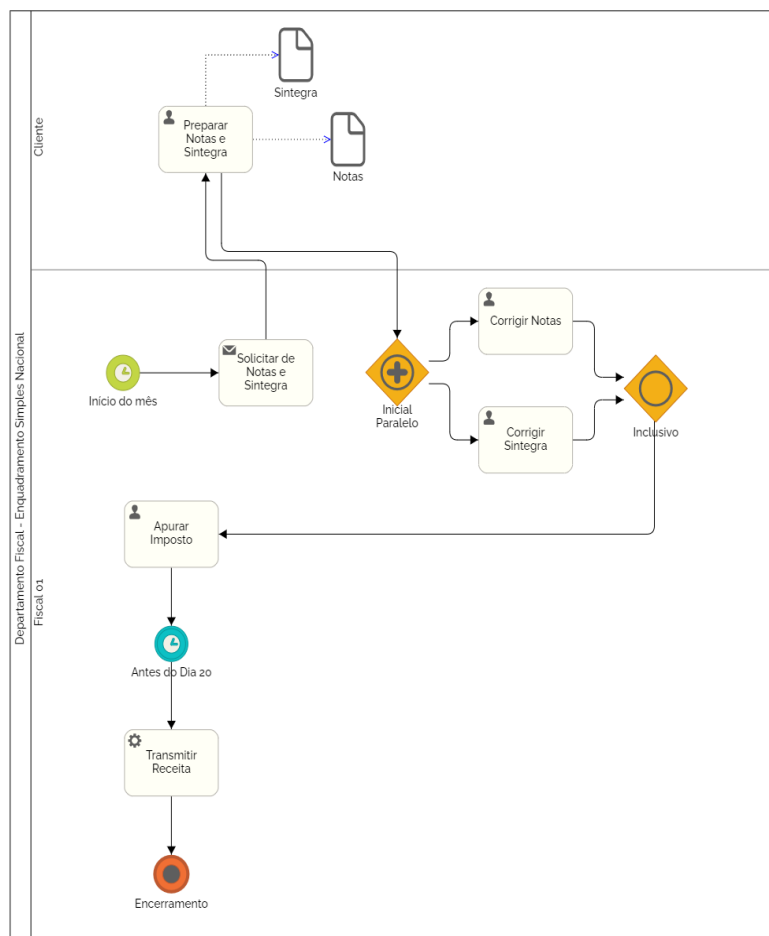 Departamento Fiscal - Enquadramento Simples Nacional
Cliente
Sintegra
Preparar
Notas e
Sintegra
Notas
Fiscal 01
Início do mês
Solicitar de
Notas e
Sintegra
Inicial
Paralelo
Corrigir Notas
Corrigir
Sintegra
Inclusivo
Apurar
Imposto
Antes do Dia 20
Transmitir
Receita
Encerramento